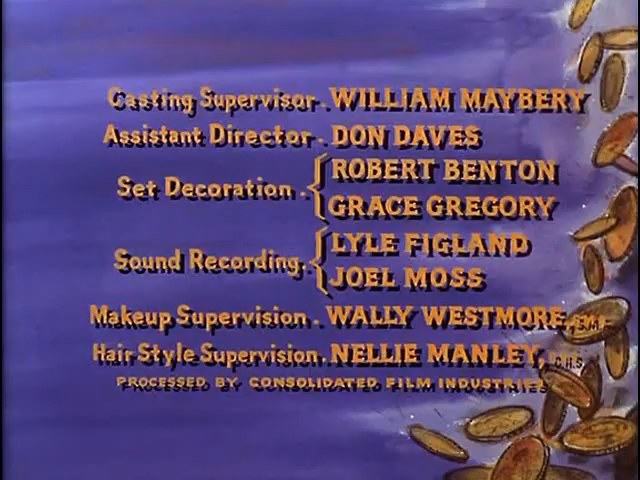 Casting Supervisor . WILLIAM MAYBERY
Assistant Director . DON DAVES
Set Decoration . ROBERT BENTON
GRACE GREGORY
Sound Recording . LYLE FIGLAND
JOEL MOSS
Makeup Supervision . WALLY WESTMORE, S.M.A.
Hair Style Supervision . NELLIE MANLEY, C.H.S.
PROCESSED BY CONSOLIDATED FILM INDUSTRIES